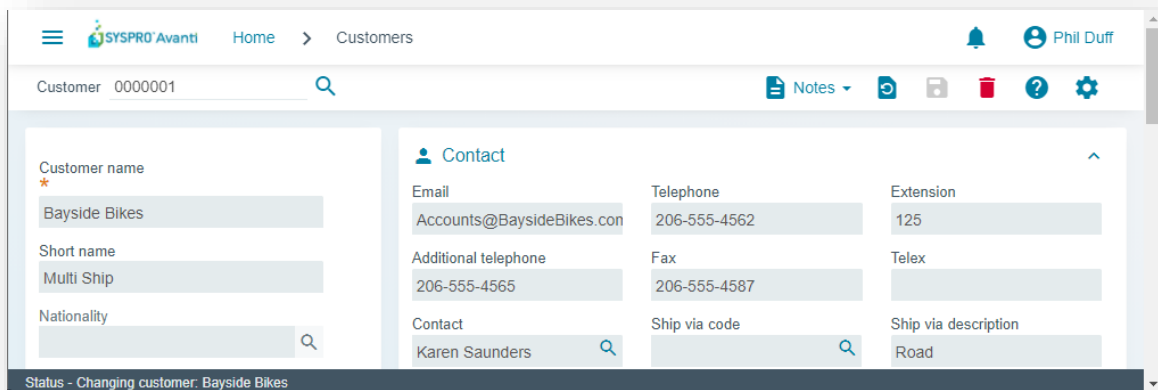 SYSPRO Avanti Home > Customers Phil Duff
Customer 0000001 Notes
Customer name
*
Bayside Bikes
Short name
Multi Ship
Nationality
Contact
Email Telephone Extension
Accounts@BaysideBikes.com 206-555-4562 125
Additional telephone Fax Telex
206-555-4565 206-555-4587
Contact Ship via code Ship via description
Karen Saunders Road
Status - Changing customer: Bayside Bikes